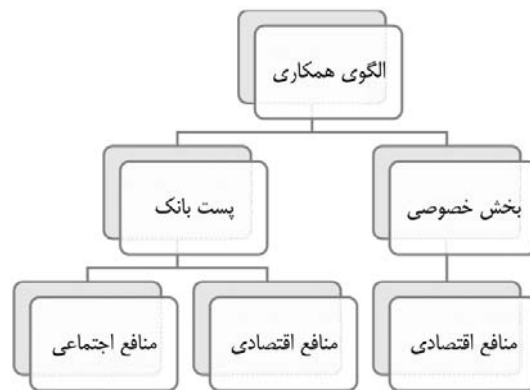 الگوی همکاری
بخش خصوصی
پست بانک
منافع اقتصادی
منافع اقتصادی
منافع اجتماعی